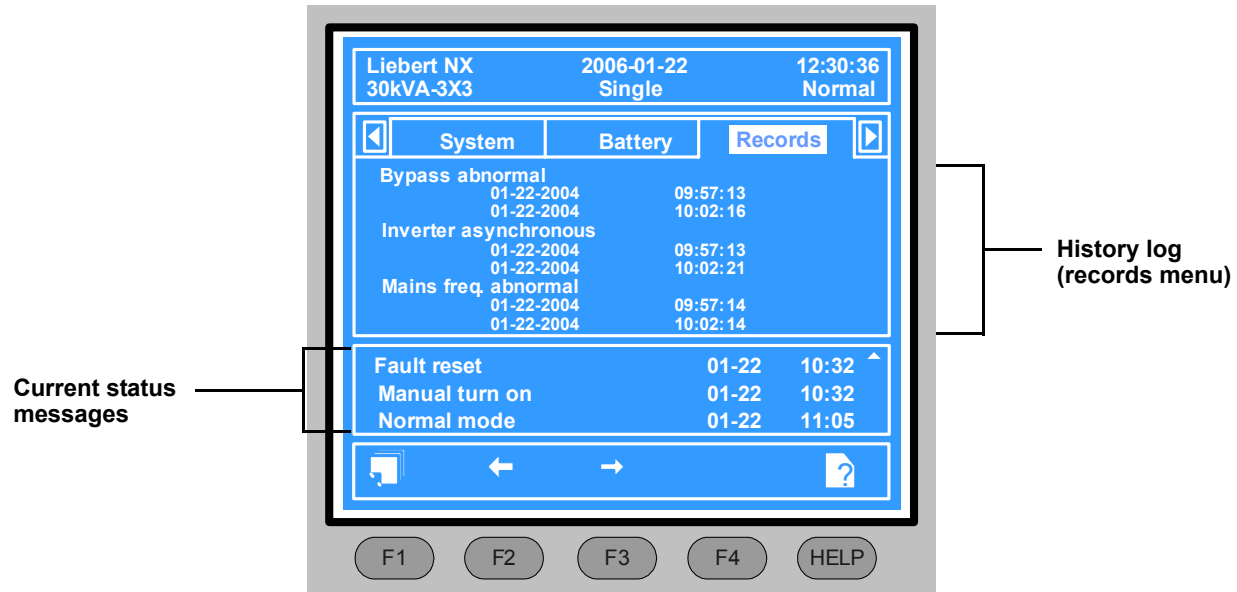 Liebert NX 2006-01-22 12:30:36
30kVA-3X3 Single Normal
System Battery Records
Bypass abnormal
01-22-2004 09:57:13
01-22-2004 10:02:16
Inverter asynchronous
01-22-2004 09:57:13
01-22-2004 10:02:21
Mains freq. abnormal
01-22-2004 09:57:14
01-22-2004 10:02:14
Fault reset 01-22 10:32
Manual turn on 01-22 10:32
Normal mode 01-22 11:05
?
F1 F2 F3 F4 HELP
History log
(records menu)
Current status
messages